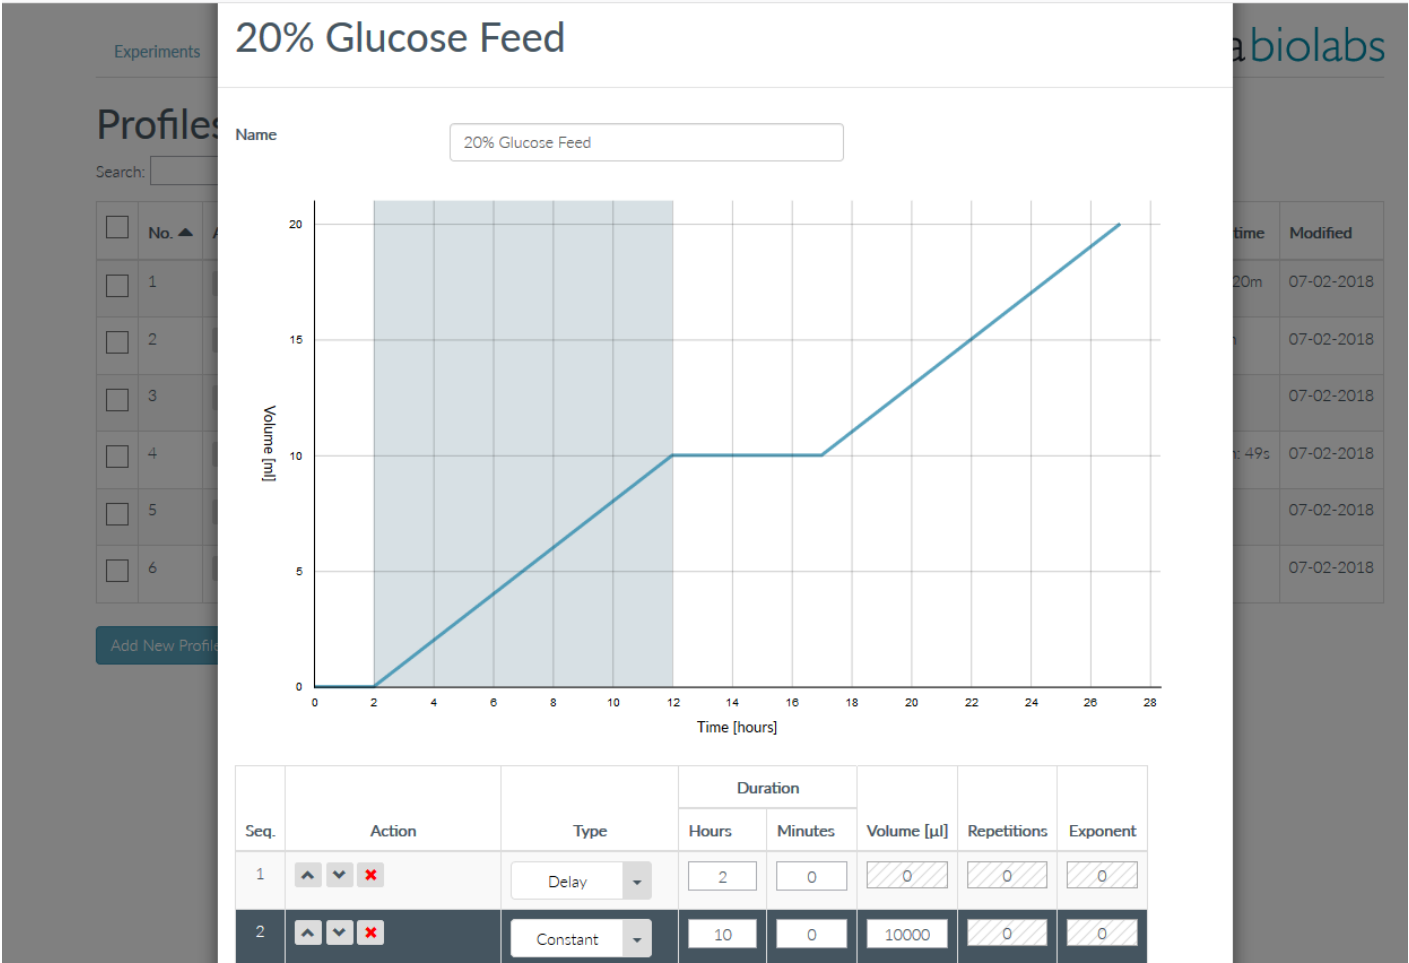 20% Glucose Feed
Experiments
biolabs
Profiles
Name
20% Glucose Feed
Search:
No.
time
Modified
1
20m
07-02-2018
2
07-02-2018
3
07-02-2018
4
: 49s
07-02-2018
5
07-02-2018
6
07-02-2018
Add New Profile
20
15
10
5
0
Volume [ml]
0 2 4 6 8 10 12 14 16 18 20 22 24 26 28
Time [hours]
Duration
Seq. Action Type Hours Minutes Volume [µl] Repetitions Exponent
1 Delay 2 0 0 0 0
2 Constant 10 0 10000 0 0